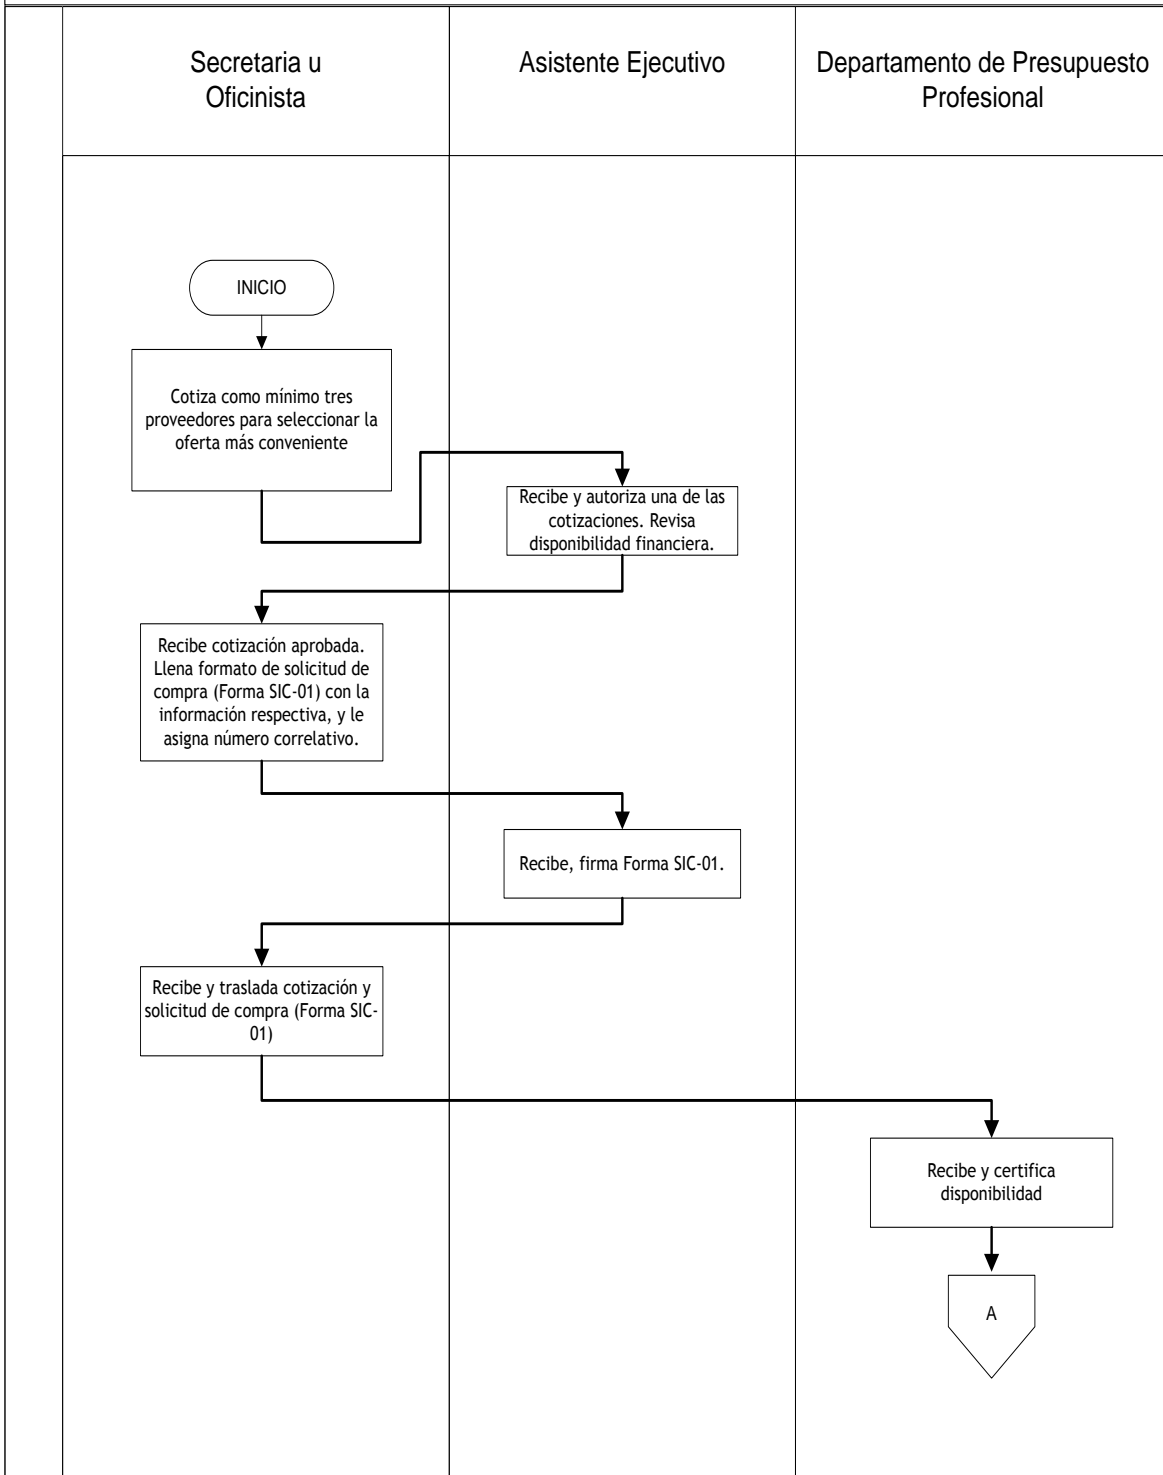 Secretaria u
Oficinista
Asistente Ejecutivo
Departamento de Presupuesto
Profesional
INICIO
Cotiza como mínimo tres
proveedores para seleccionar la
oferta más conveniente
Recibe y autoriza una de las
cotizaciones. Revisa
disponibilidad financiera.
Recibe cotización aprobada.
Llena formato de solicitud de
compra (Forma SIC-01) con la
información respectiva, y le
asigna número correlativo.
Recibe, firma Forma SIC-01.
Recibe y traslada cotización y
solicitud de compra (Forma SIC-
01)
Recibe y certifica
disponibilidad
A